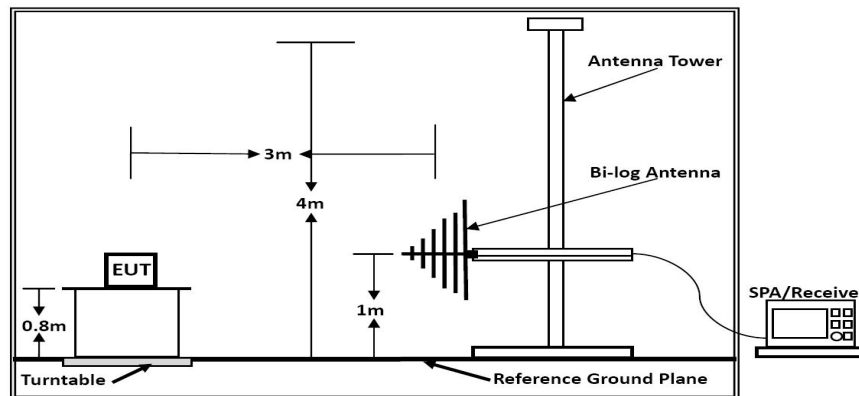 Antenna Tower
3m
Bi-log Antenna
4m
EUT
SPA/Receive
1m
0.8m
Turntable
Reference Ground Plane